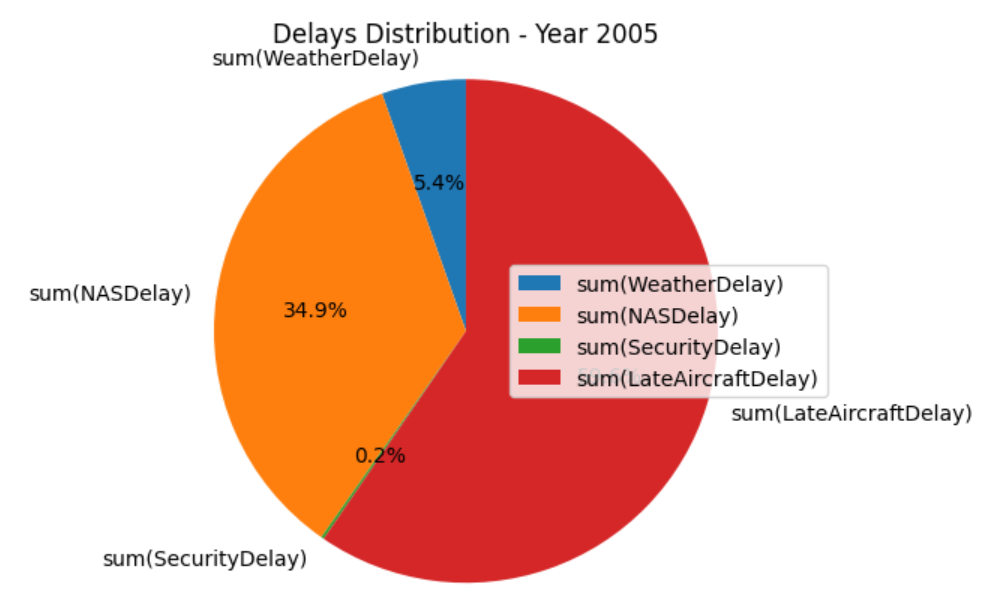 Delays Distribution - Year 2005
sum(WeatherDelay)
5.4%
sum(NASDelay)
34.9%
sum(WeatherDelay)
sum(NASDelay)
sum(SecurityDelay)
sum(LateAircraftDelay)
sum(LateAircraftDelay)
0.2%
sum(SecurityDelay)